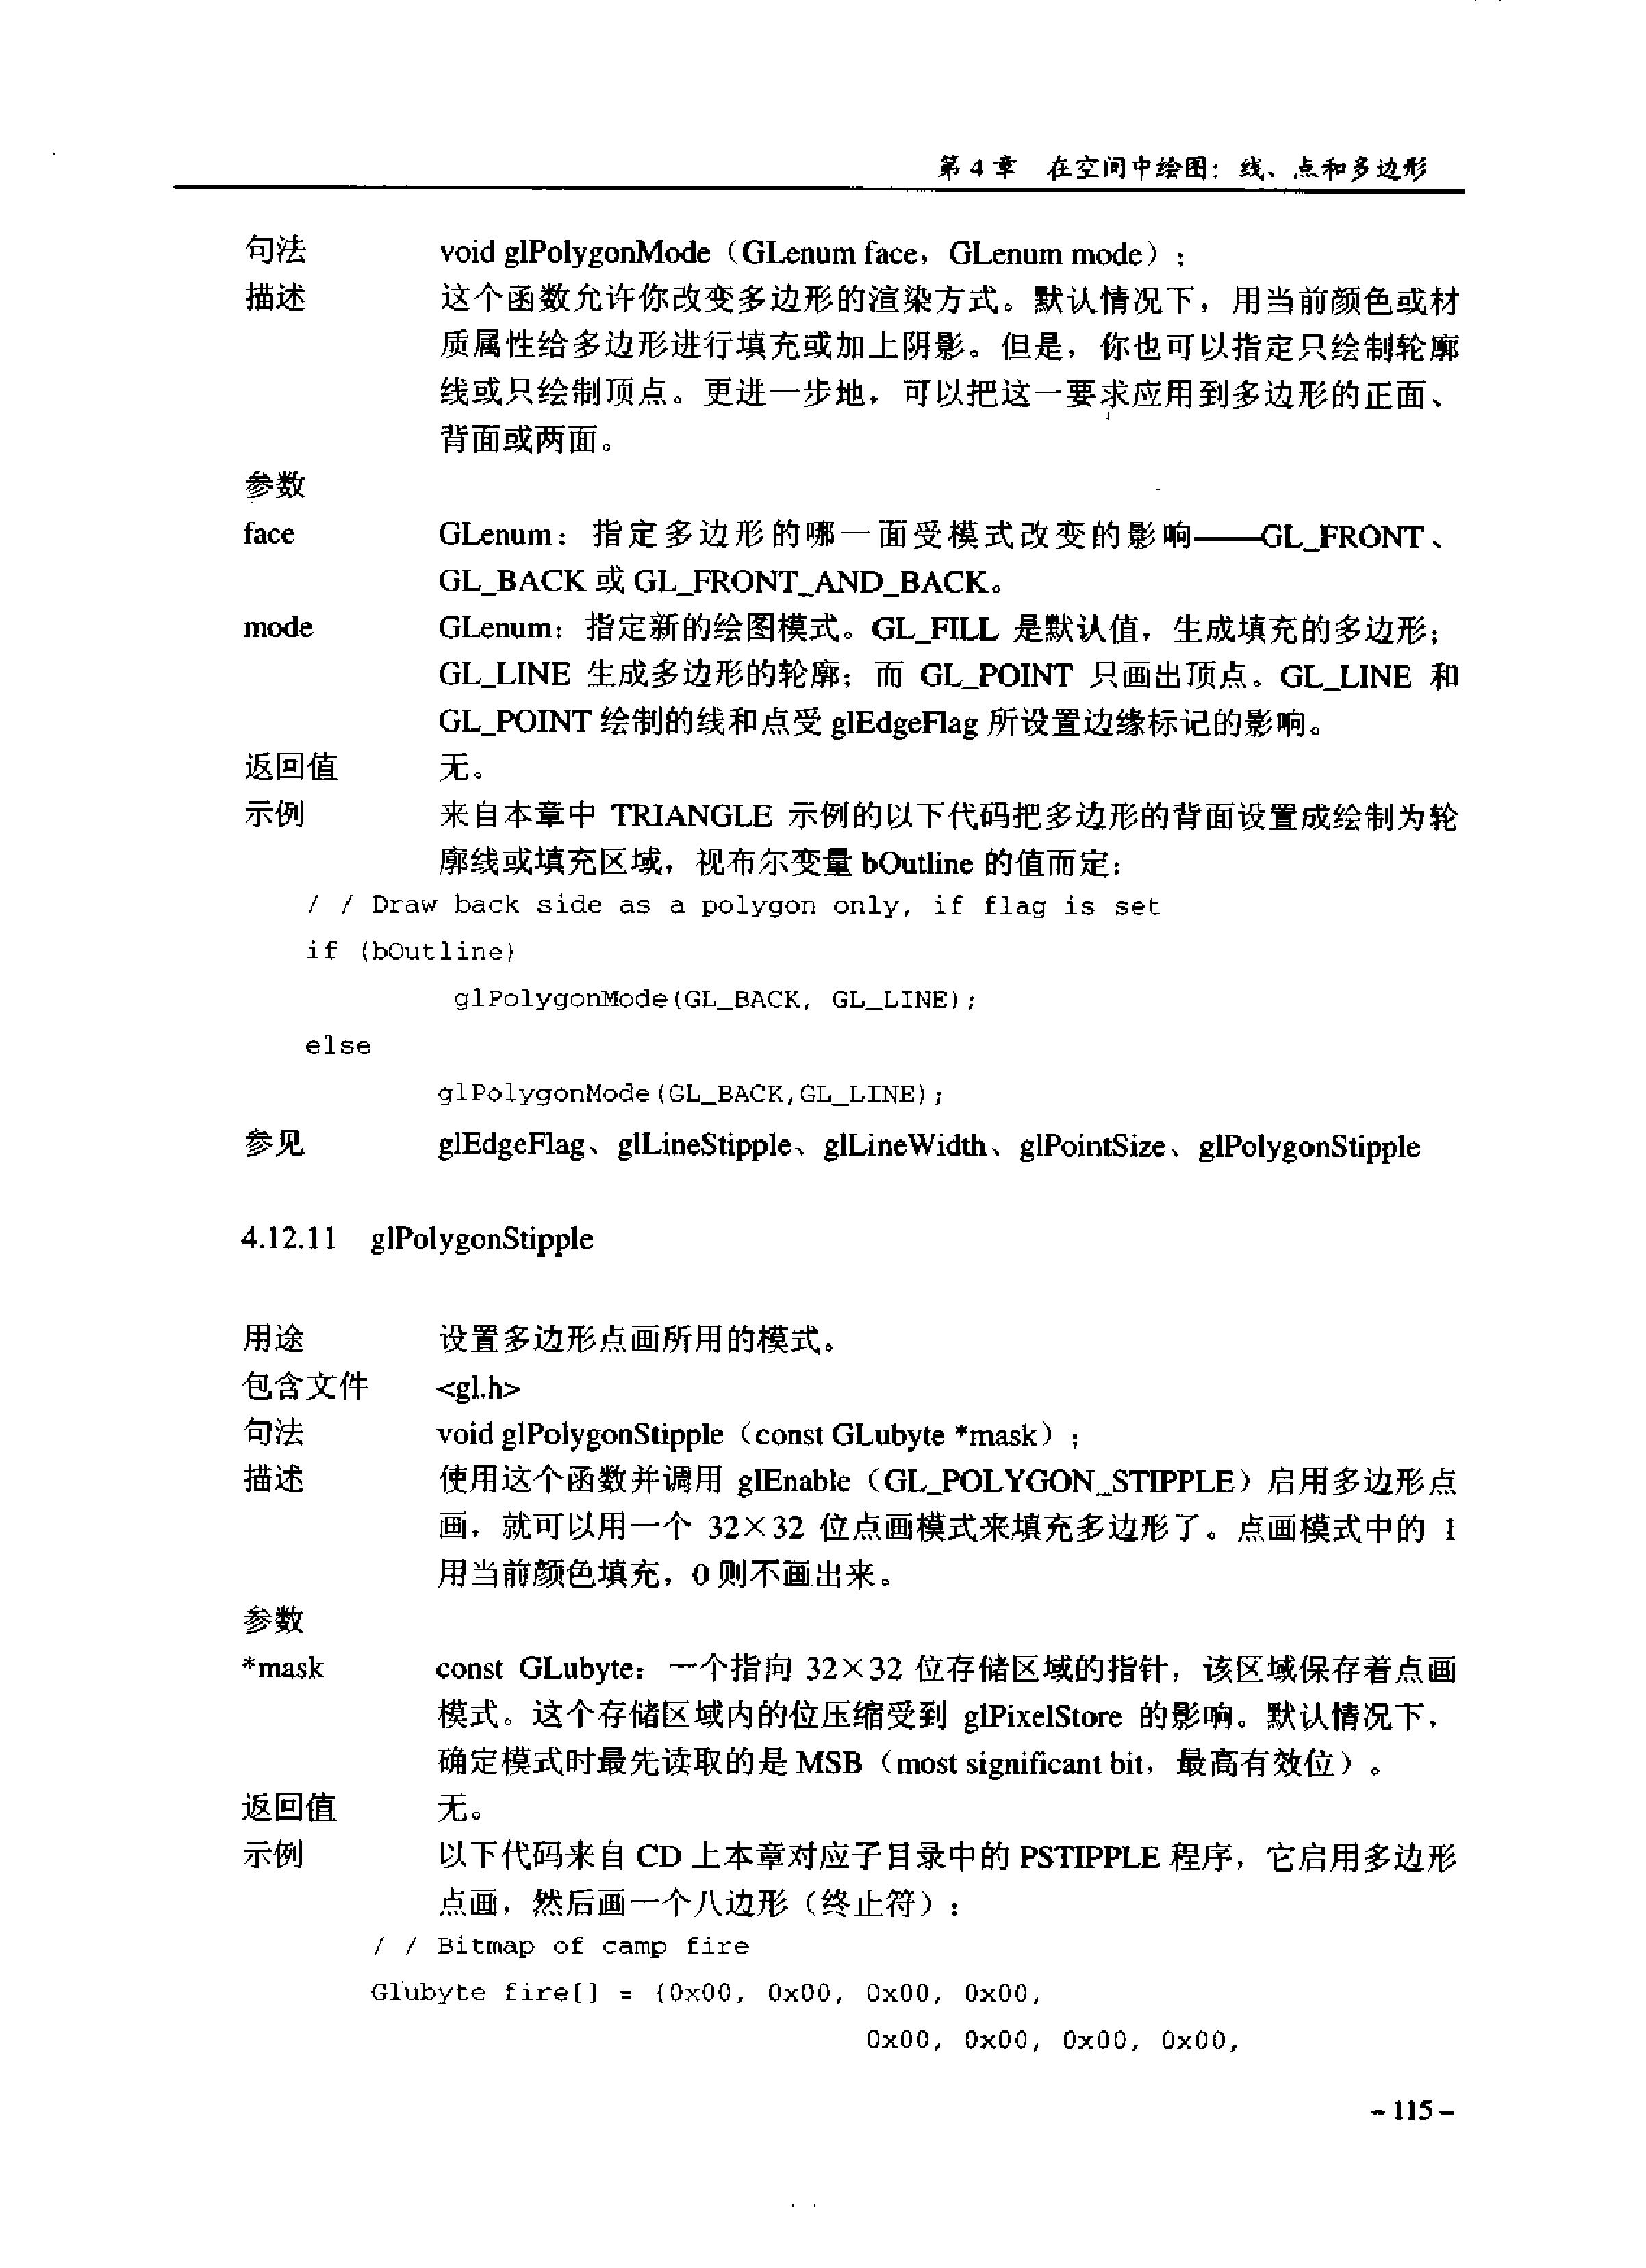 第 4 章 在空间中绘图：线、点和多边形
句法 void glPolygonMode（GLenum face，GLenum mode）；
描述 这个函数允许你改变多边形的渲染方式。默认情况下，用当前颜色或材
质属性给多边形进行填充或加上阴影。但是，你也可以指定只绘制轮廓
线或只绘制顶点。更进一步地，可以把这一要求应用到多边形的正面、
背面或两面。
参数
face GLenum：指定多边形的哪一面受模式改变的影响——GL_FRONT、
GL_BACK 或 GL_FRONT_AND_BACK。
mode GLenum：指定新的绘图模式。GL_FILL 是默认值，生成填充的多边形；
GL_LINE 生成多边形的轮廓；而 GL_POINT 只画出顶点。GL_LINE 和
GL_POINT 绘制的线和点受 glEdgeFlag 所设置边缘标记的影响。
返回值 无。
示例 来自本章中 TRIANGLE 示例的以下代码把多边形的背面设置成绘制为轮
廓线或填充区域，视布尔变量 bOutline 的值而定：
/ / Draw back side as a polygon only, if flag is set
if (bOutline)
glPolygonMode(GL_BACK, GL_LINE);
else
glPolygonMode(GL_BACK,GL_LINE);
参见 glEdgeFlag、glLineStipple、glLineWidth、glPointSize、glPolygonStipple
4.12.11 glPolygonStipple
用途 设置多边形点画所用的模式。
包含文件 <gl.h>
句法 void glPolygonStipple（const GLubyte *mask）；
描述 使用这个函数并调用 glEnable（GL_POLYGON_STIPPLE）启用多边形点
画，就可以用一个 32×32 位点画模式来填充多边形了。点画模式中的 1
用当前颜色填充，0 则不画出来。
参数
*mask const GLubyte：一个指向 32×32 位存储区域的指针，该区域保存着点画
模式。这个存储区域内的位压缩受到 glPixelStore 的影响。默认情况下，
确定模式时最先读取的是 MSB（most significant bit，最高有效位）。
返回值 无。
示例 以下代码来自 CD 上本章对应子目录中的 PSTIPPLE 程序，它启用多边形
点画，然后画一个八边形（终止符）：
/ / Bitmap of camp fire
Glubyte fire[] = {0x00, 0x00, 0x00, 0x00,
0x00, 0x00, 0x00, 0x00,
-115-